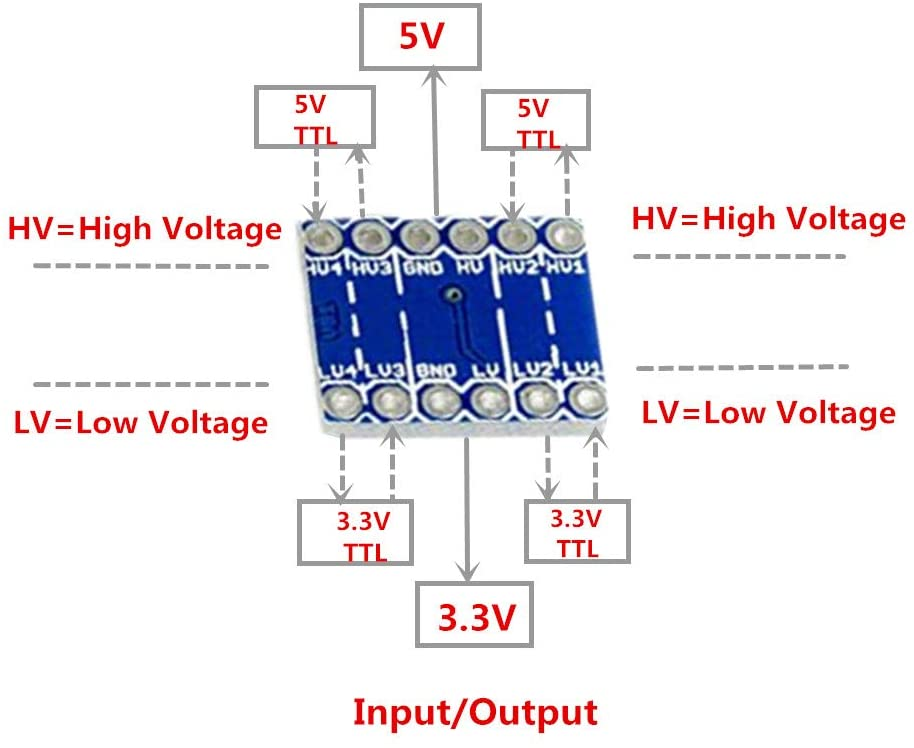 5V
5V
TTL
5V
TTL
HV=High Voltage
HV=High Voltage
HV4 HV3 GND HV HV2 HV1
LV4 LV3 GND LV LV2 LV1
LV=Low Voltage
LV=Low Voltage
3.3V
TTL
3.3V
TTL
3.3V
Input/Output